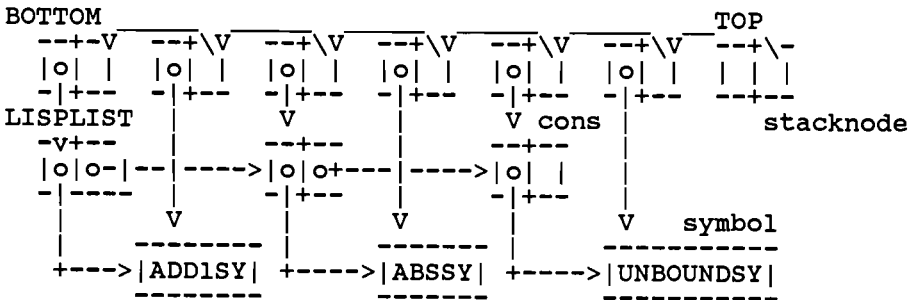 BOTTOM TOP
--+-V --+\V --+\V --+\V --+\V --+\V --+\-
|o| | |o| | |o| | |o| | |o| | |o| | | | |
-+-- -+-- -+-- -+-- -+-- -+-- -+--
LISPLIST V V cons stacknode
-v+-- --+-- --+--
|o|o-|---|----->|o|o+---|----->|o| |
-|+-- -|+-- -|+--
V V V symbol
+---->|ADD1SY| +---->|ABSSY| +---->|UNBOUNDSY|